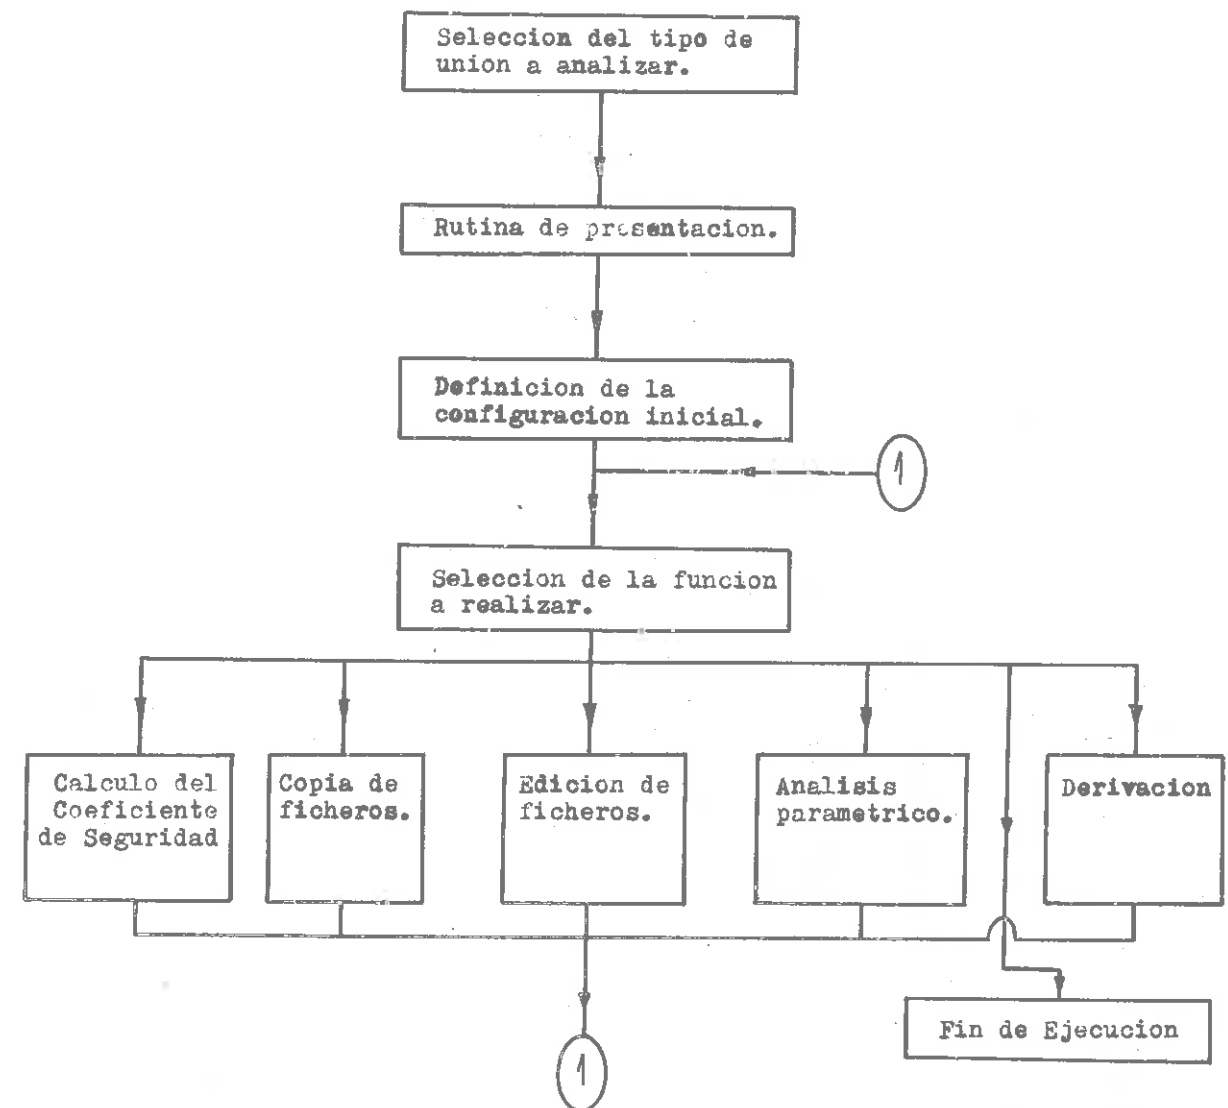 Seleccion del tipo de
union a analizar.
Rutina de presentacion.
Definicion de la
configuracion inicial.
1
Seleccion de la funcion
a realizar.
Calculo del
Coeficiente
de Seguridad
Copia de
ficheros.
Edicion de
ficheros.
Analisis
parametrico.
Derivacion
Fin de Ejecucion
1